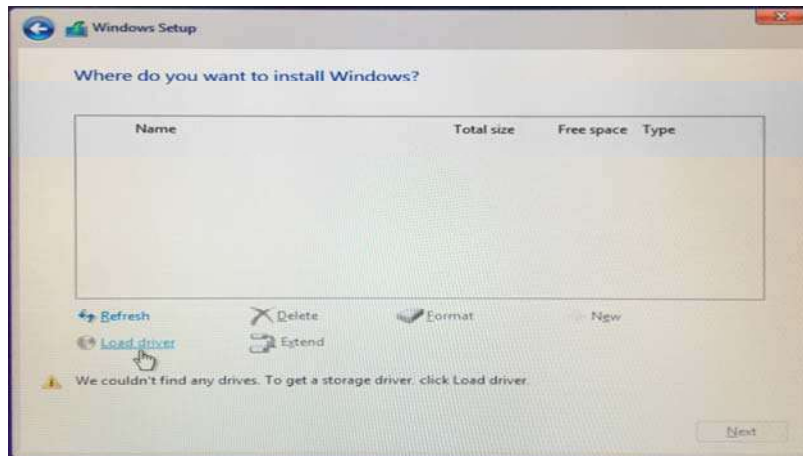 Windows Setup
Where do you want to install Windows?
Name Total size Free space Type
Refresh Delete Format New
Load driver Extend
We couldn't find any drives. To get a storage driver, click Load driver.
Next